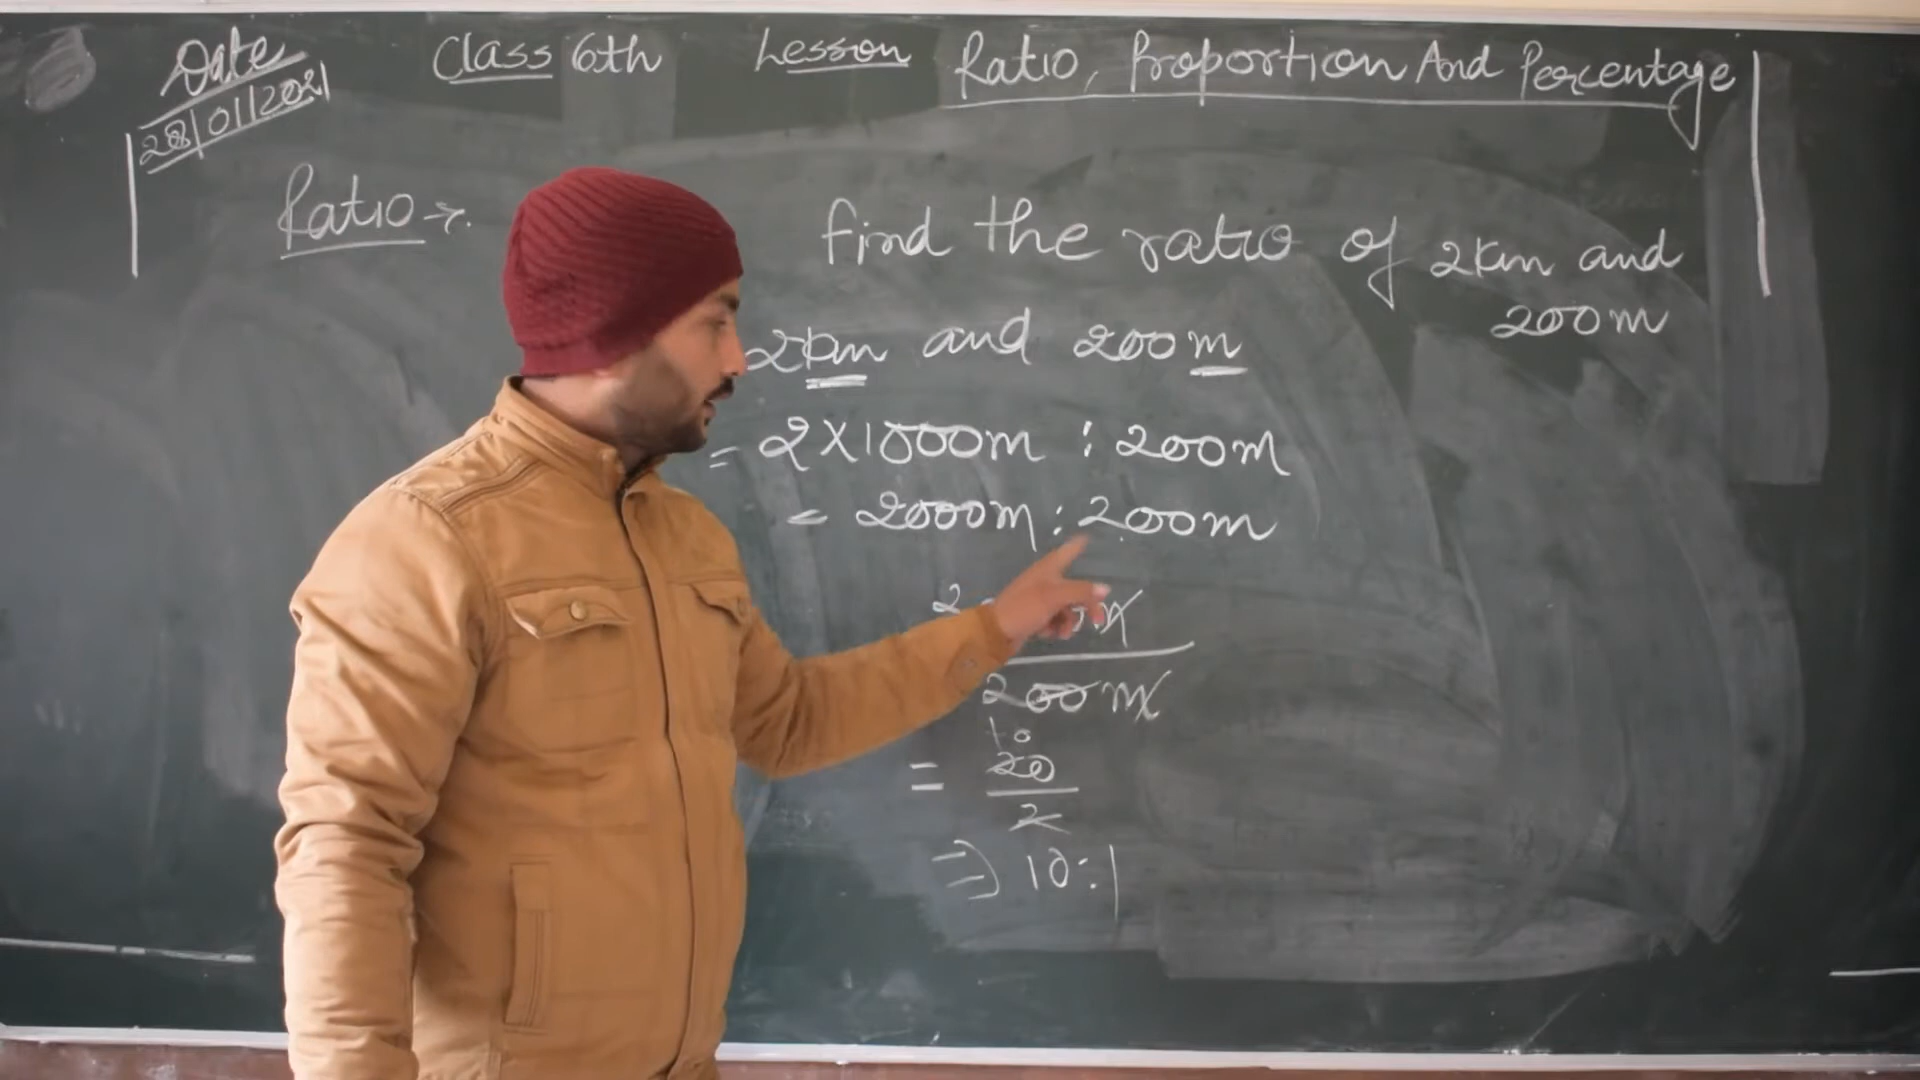 Date Class 6th Lesson Ratio, Proportion And Percentage
28/01/2021
Ratio →
find the ratio of 2km and
200m
2km and 200m
= 2×1000m : 200m
= 2000m : 200m
200m
10
= 20
2
⇒ 10:1